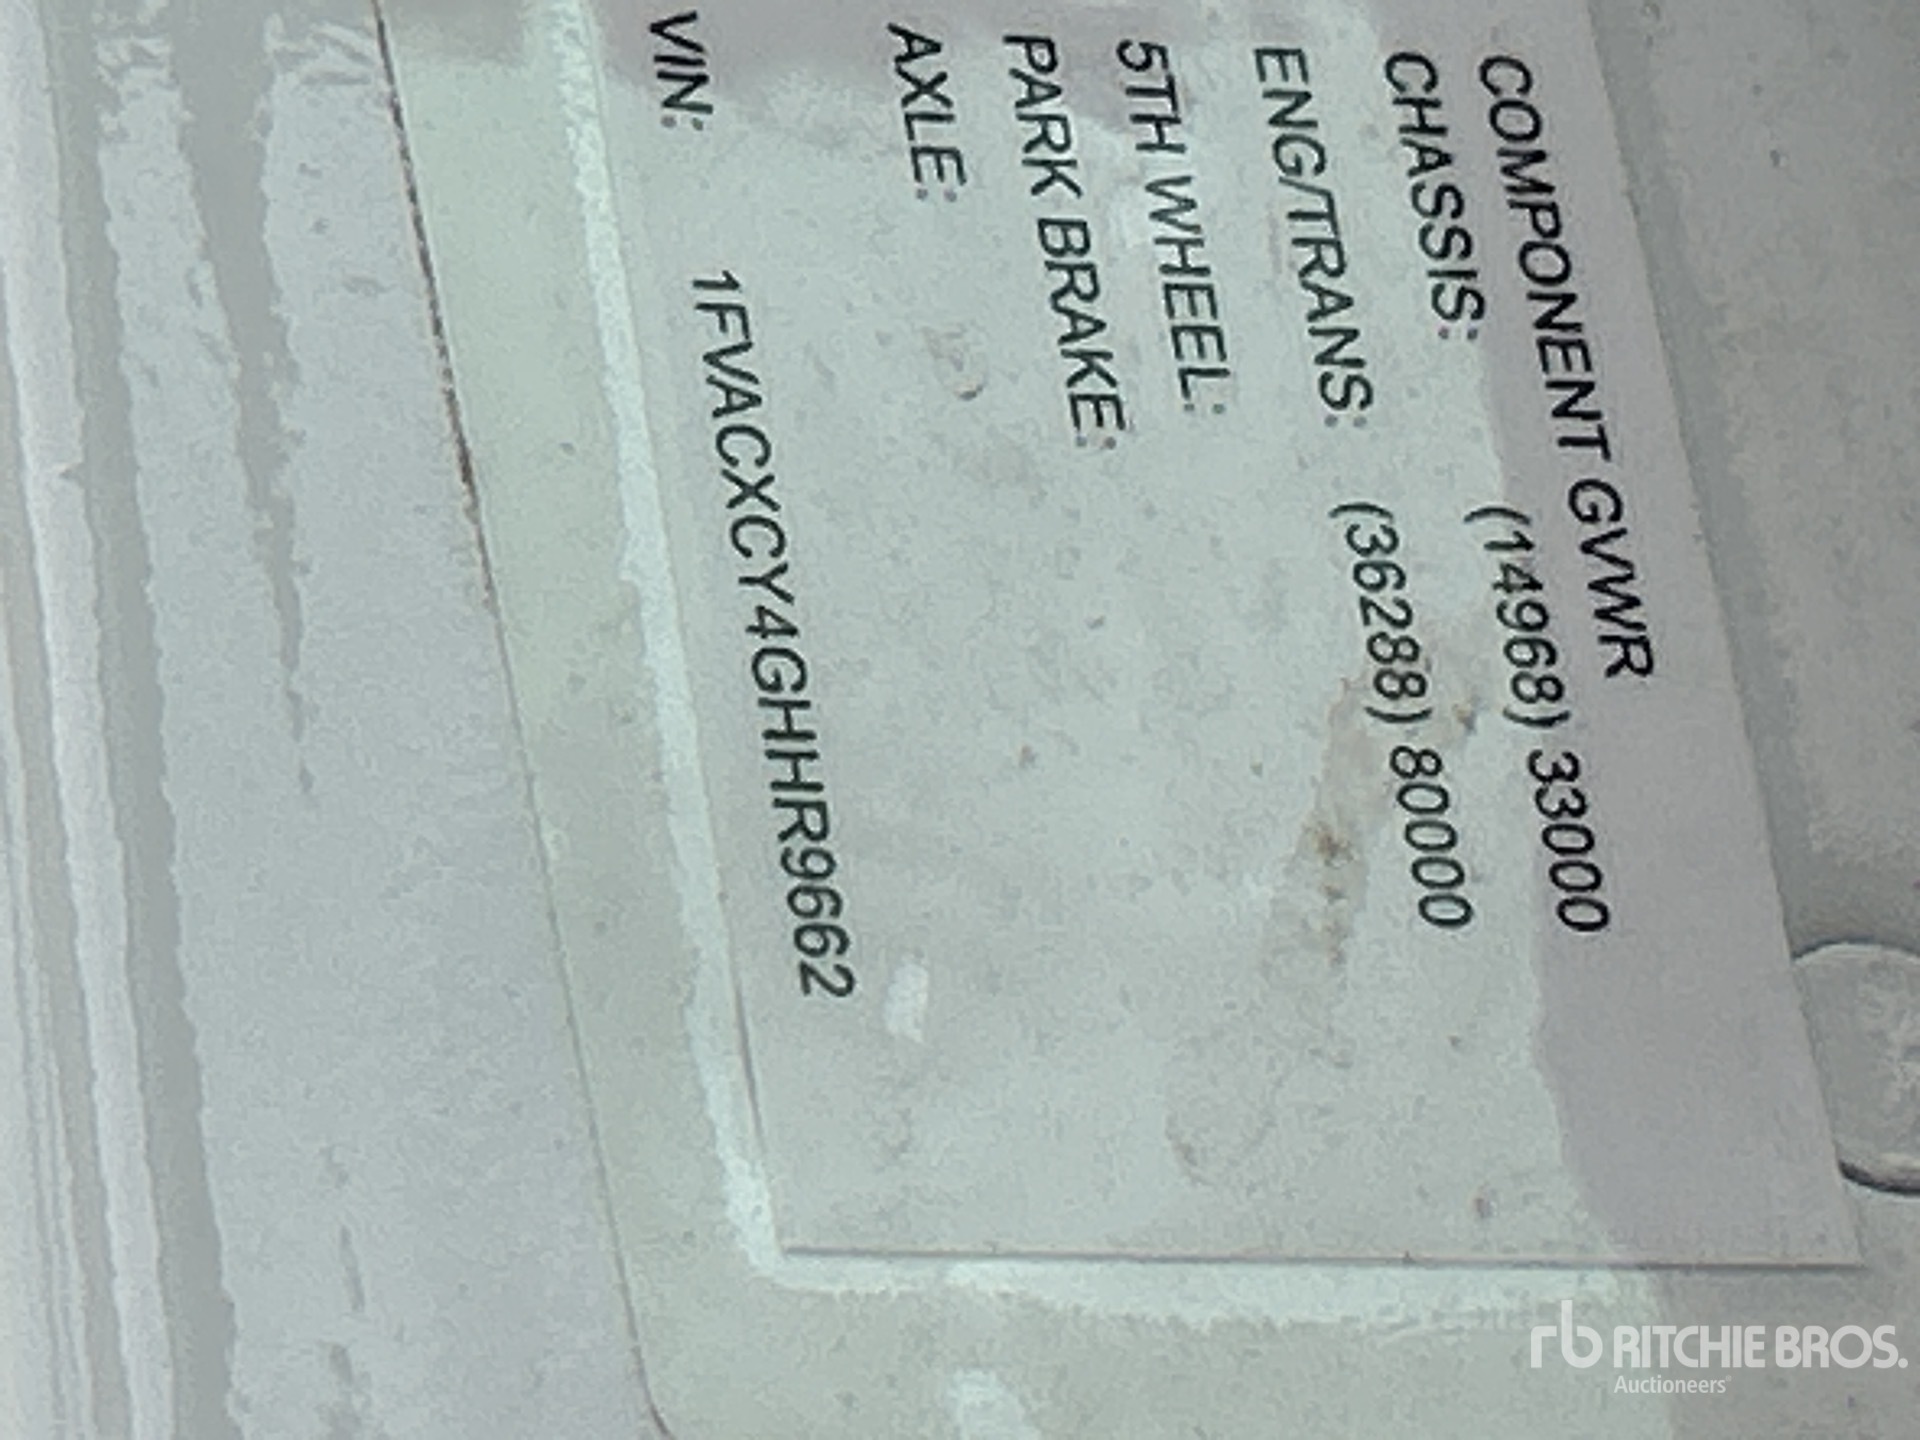 COMPONENT GVWR
CHASSIS: (14968) 33000
ENG/TRANS: (36288) 80000
5TH WHEEL:
PARK BRAKE:
AXLE:
VIN: 1FVACXCY4GHHR9662
rb RITCHIE BROS.
Auctioneers